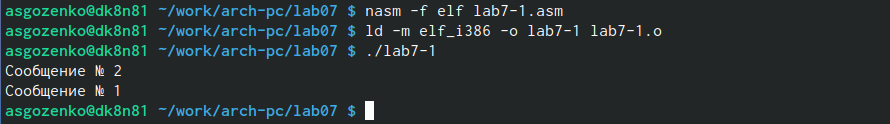 asgozenko@dk8n81 ~/work/arch-pc/lab07 $ nasm -f elf lab7-1.asm
asgozenko@dk8n81 ~/work/arch-pc/lab07 $ ld -m elf_i386 -o lab7-1 lab7-1.o
asgozenko@dk8n81 ~/work/arch-pc/lab07 $ ./lab7-1
Сообщение № 2
Сообщение № 1
asgozenko@dk8n81 ~/work/arch-pc/lab07 $